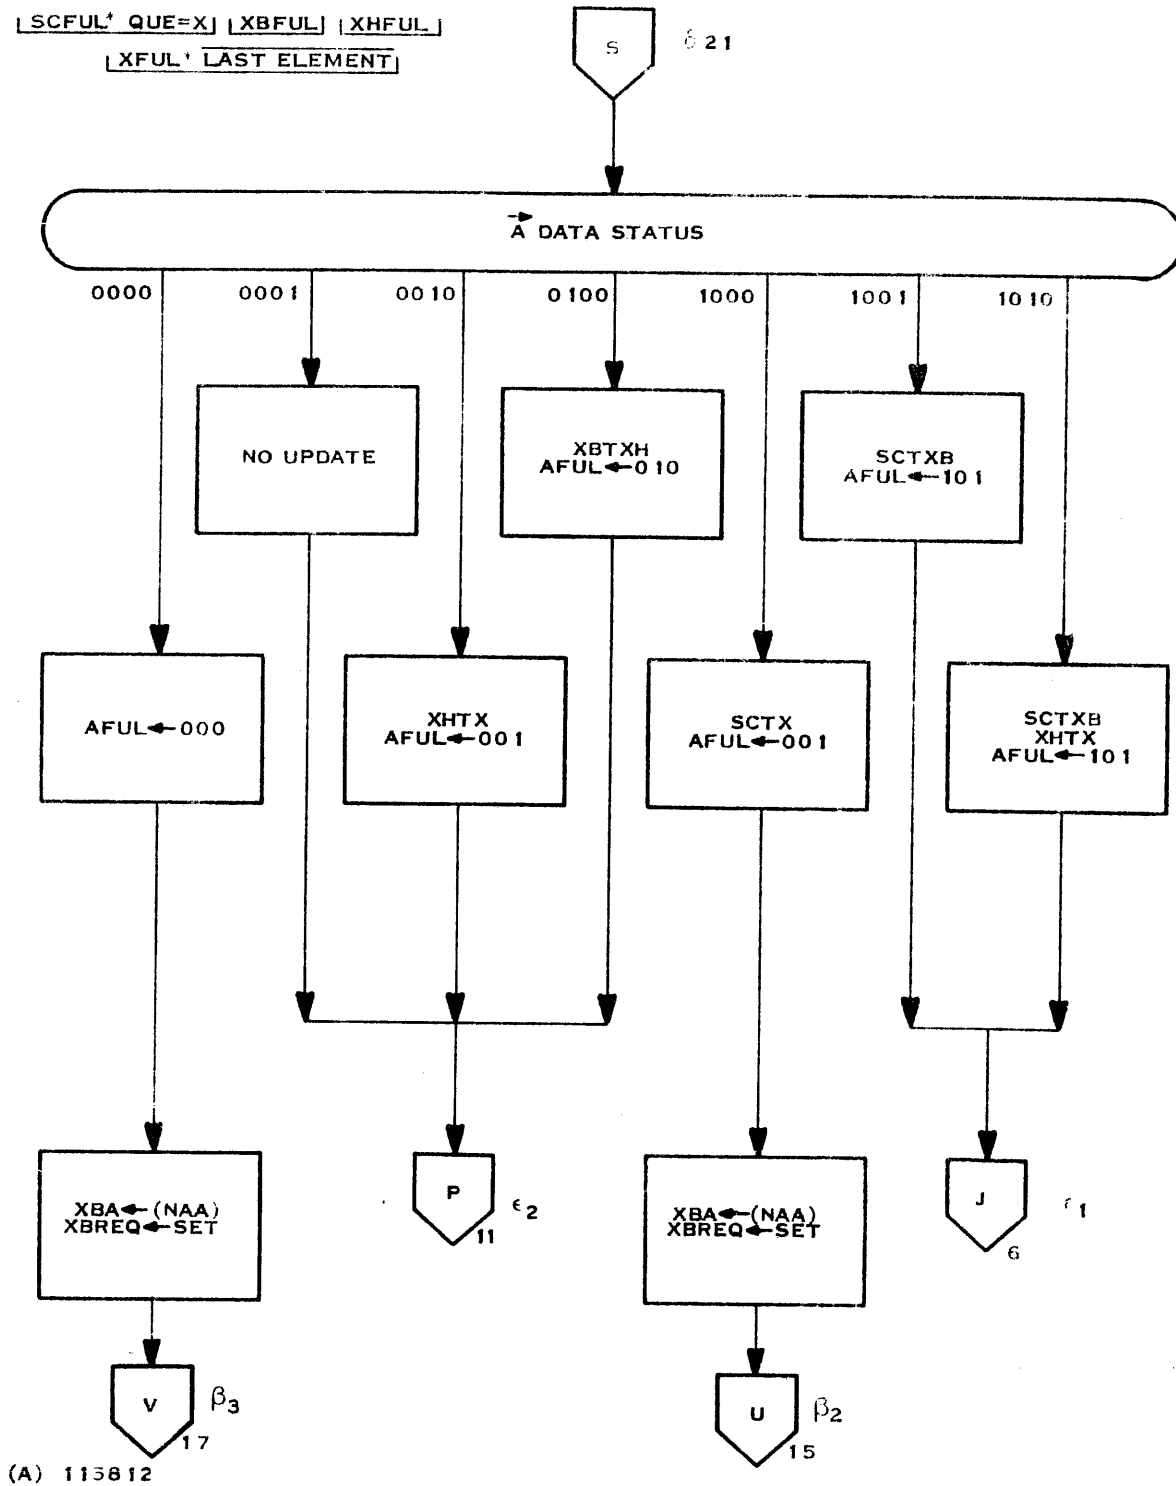 SCFUL⁺ QUE=X XBFUL XHFUL
XFUL⁺ LAST ELEMENT
S δ 21
A DATA STATUS
0000 0001 0010 0100 1000 1001 1010
NO UPDATE
XBTXH
AFUL←010
SCTXB
AFUL←101
AFUL←000
XHTX
AFUL←001
SCTX
AFUL←001
SCTXB
XHTX
AFUL←101
XBA←(NAA)
XBREQ←SET
P ϵ2
11
XBA←(NAA)
XBREQ←SET
J 1
6
V β3
17
U β2
15
(A) 115812